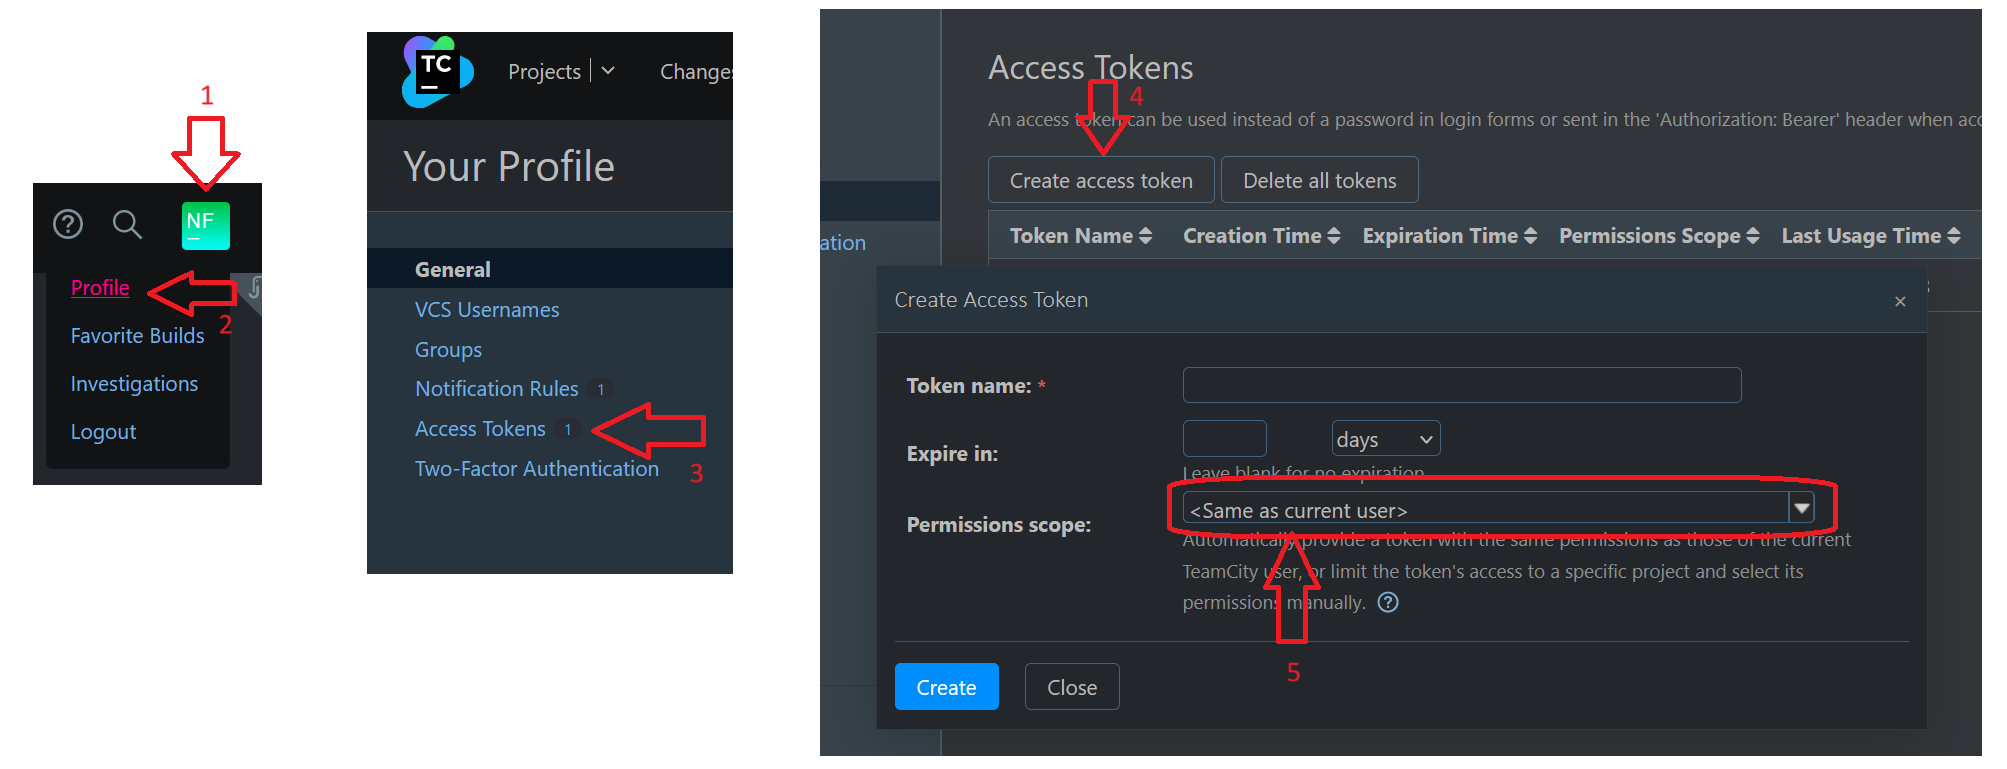 1
NF
Profile
2
Favorite Builds
Investigations
Logout
TC
Projects
Changes
Your Profile
General
VCS Usernames
Groups
Notification Rules 1
Access Tokens 1
3
Two-Factor Authentication
Access Tokens
4
An access token can be used instead of a password in login forms or sent in the 'Authorization: Bearer' header when acc
Create access token Delete all tokens
Token Name Creation Time Expiration Time Permissions Scope Last Usage Time
ation
Create Access Token ×
Token name: *
Expire in: days
Leave blank for no expiration
Permissions scope: <Same as current user>
Automatically provide a token with the same permissions as those of the current
TeamCity user, or limit the token's access to a specific project and select its
permissions manually. ?
5
Create Close